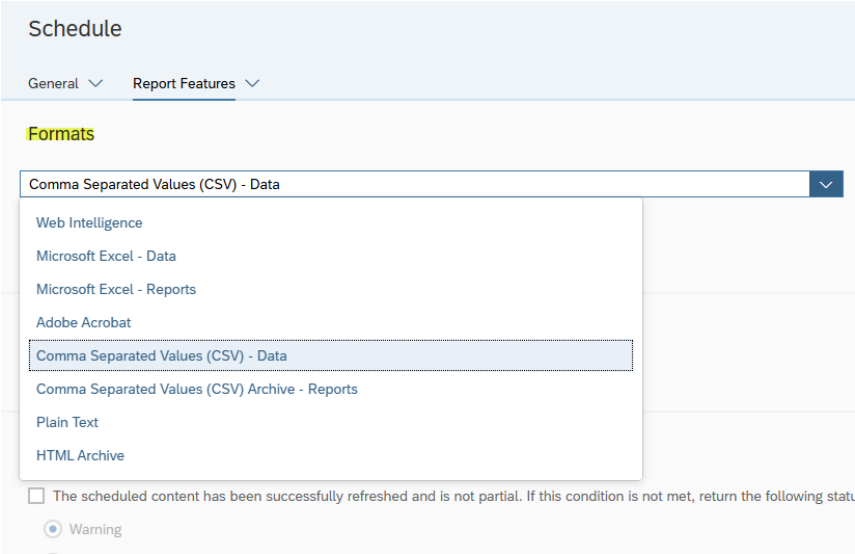 Schedule
General Report Features
Formats
Comma Separated Values (CSV) - Data
Web Intelligence
Microsoft Excel - Data
Microsoft Excel - Reports
Adobe Acrobat
Comma Separated Values (CSV) - Data
Comma Separated Values (CSV) Archive - Reports
Plain Text
HTML Archive
The scheduled content has been successfully refreshed and is not partial. If this condition is not met, return the following statu
Warning